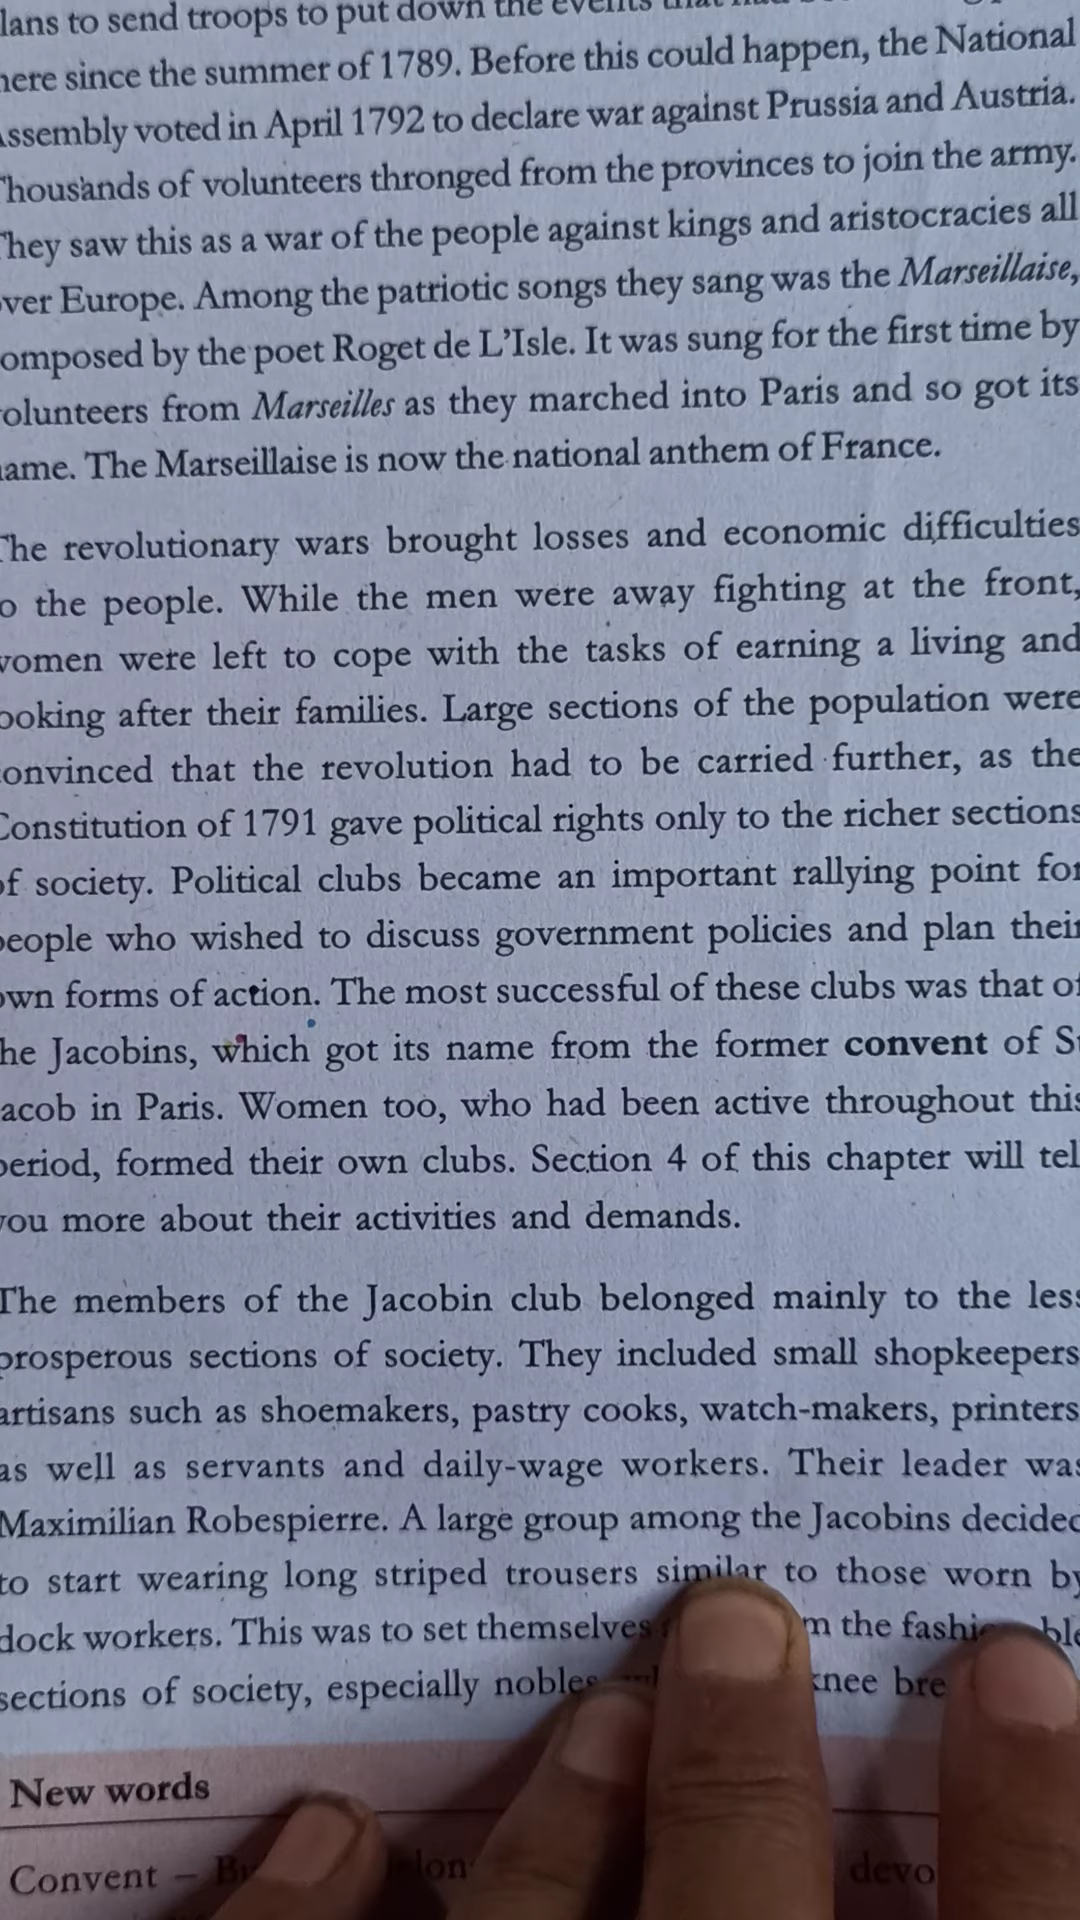 lans to send troops to put down the events that had been
here since the summer of 1789. Before this could happen, the National
Assembly voted in April 1792 to declare war against Prussia and Austria.
Thousands of volunteers thronged from the provinces to join the army.
They saw this as a war of the people against kings and aristocracies all
over Europe. Among the patriotic songs they sang was the Marseillaise,
composed by the poet Roget de L'Isle. It was sung for the first time by
volunteers from Marseilles as they marched into Paris and so got its
name. The Marseillaise is now the national anthem of France.
The revolutionary wars brought losses and economic difficulties
to the people. While the men were away fighting at the front,
women were left to cope with the tasks of earning a living and
looking after their families. Large sections of the population were
convinced that the revolution had to be carried further, as the
Constitution of 1791 gave political rights only to the richer sections
of society. Political clubs became an important rallying point for
people who wished to discuss government policies and plan their
own forms of action. The most successful of these clubs was that of
the Jacobins, which got its name from the former convent of St
Jacob in Paris. Women too, who had been active throughout this
period, formed their own clubs. Section 4 of this chapter will tell
you more about their activities and demands.
The members of the Jacobin club belonged mainly to the less
prosperous sections of society. They included small shopkeepers
artisans such as shoemakers, pastry cooks, watch-makers, printers
as well as servants and daily-wage workers. Their leader was
Maximilian Robespierre. A large group among the Jacobins decided
to start wearing long striped trousers similar to those worn by
dock workers. This was to set themselves the
sections of society, especially nobles knee
New words
Convent –